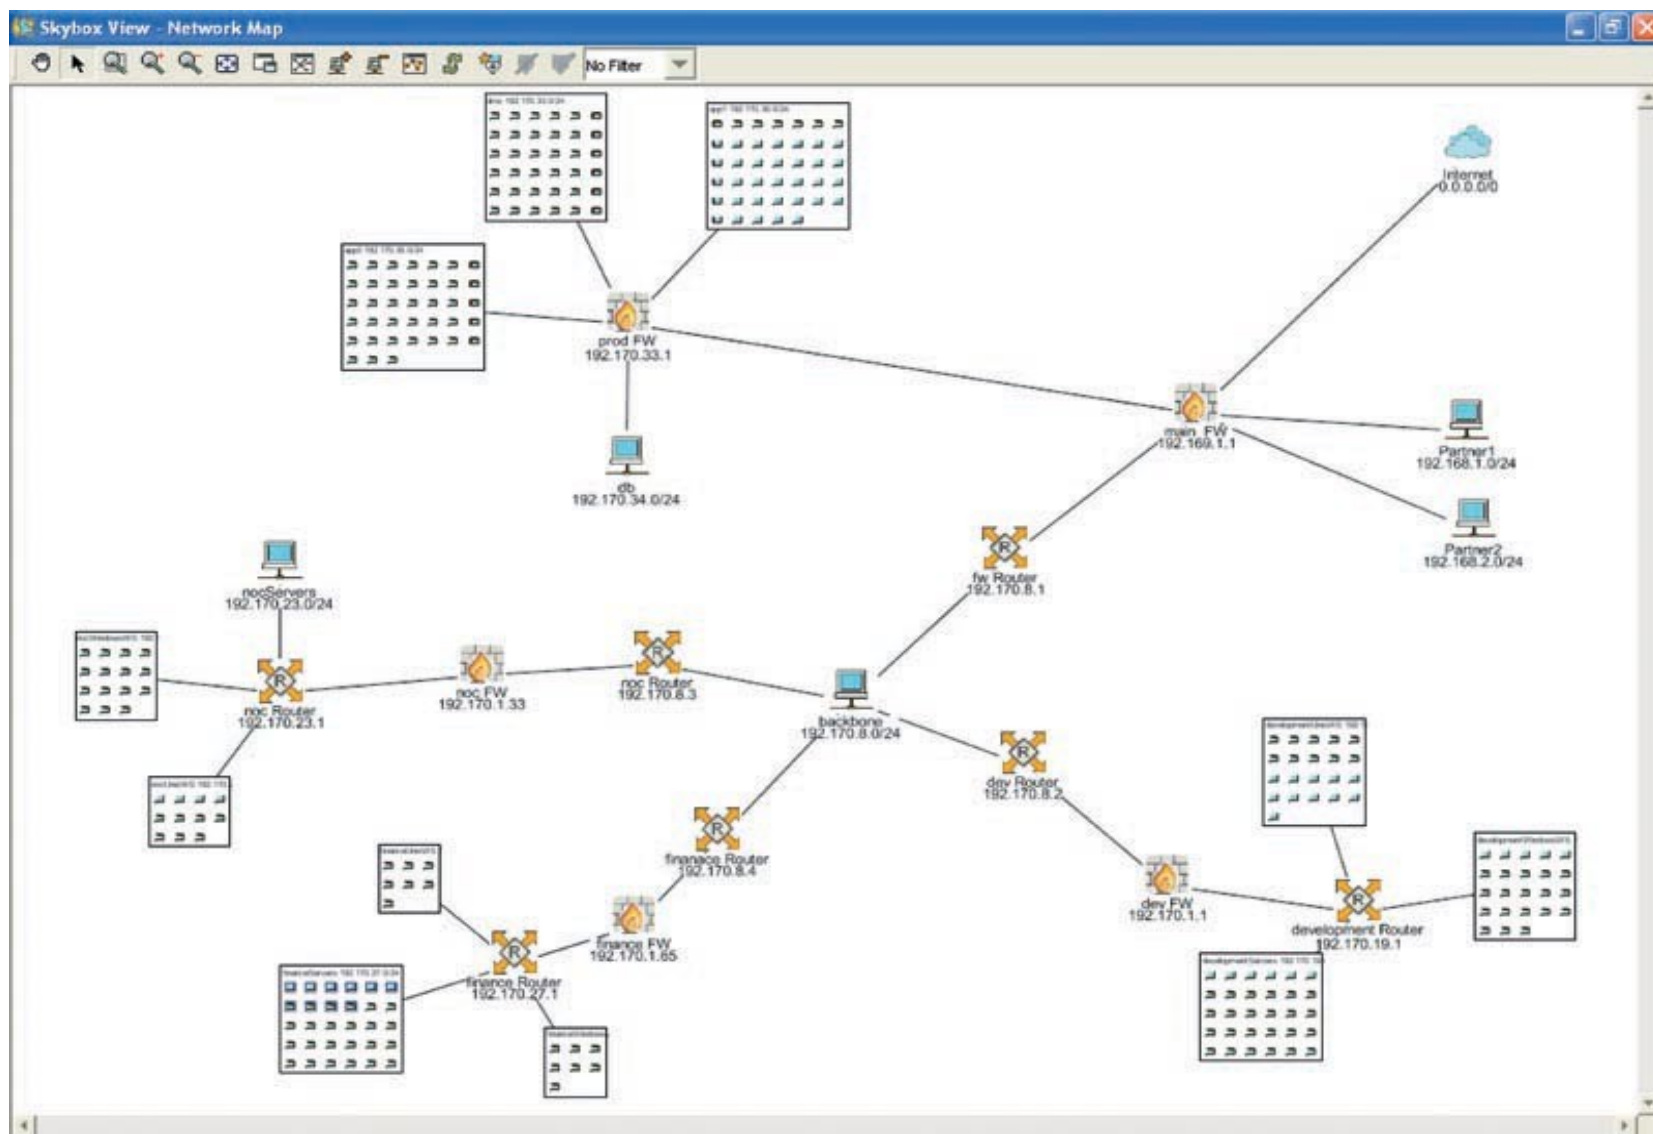 Skybox View - Network Map
No Filter
Internet
0.0.0.0/0
prod FW
192.170.33.1
main_FW
192.169.1.1
Partner1
192.168.1.0/24
db
192.170.34.0/24
Partner2
192.168.2.0/24
fw Router
192.170.8.1
nocServers
192.170.23.0/24
noc Router
192.170.8.3
noc FW
192.170.1.33
noc Router
192.170.23.1
backbone
192.170.8.0/24
dev Router
192.170.8.2
finanace Router
192.170.8.4
dev FW
192.170.1.1
development Router
192.170.19.1
finance FW
192.170.1.65
finance Router
192.170.27.1